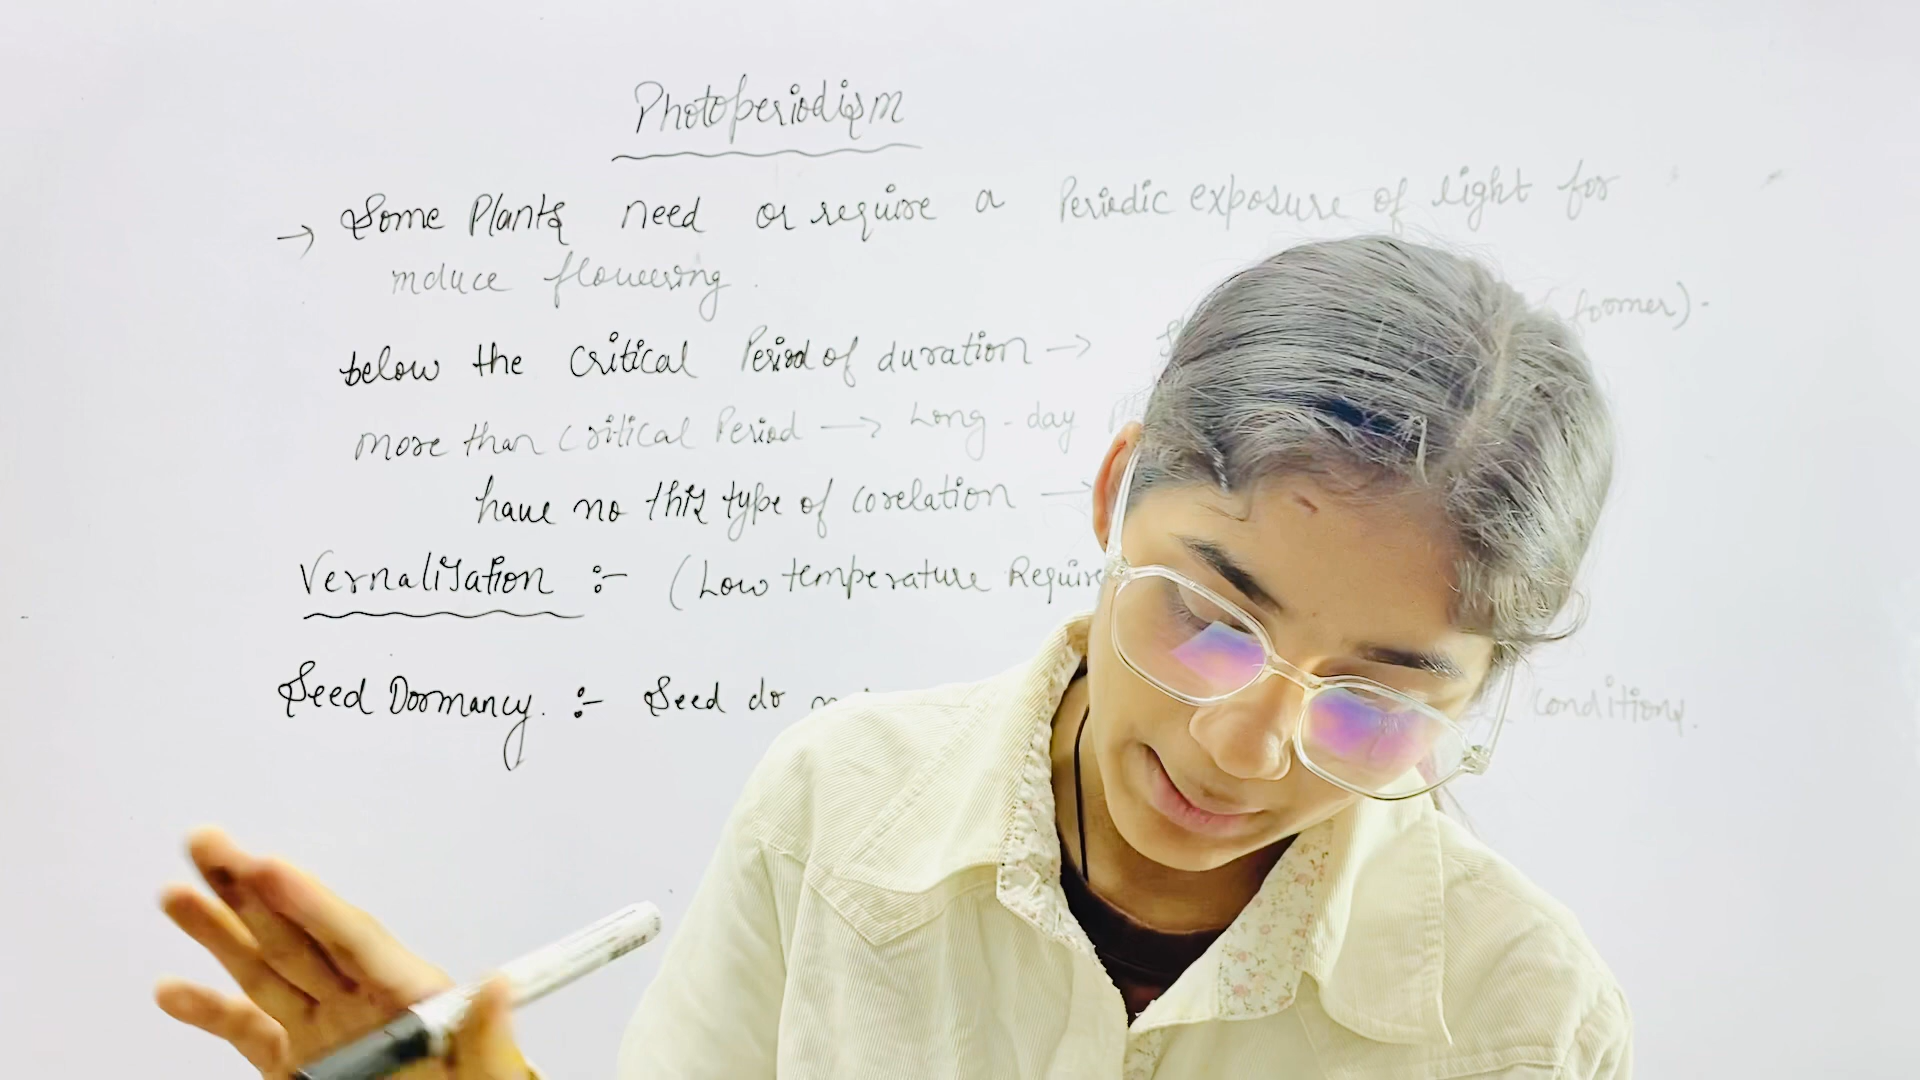 Photoperiodism
→ Some Plants need or require a Periodic exposure of light for
induce flowering.
below the Critical Period of duration → former).
more than Critical Period → Long-day
have no this type of corelation →
Vernalisation :- (Low temperature Require
Seed Dormancy. :- Seed do conditions.